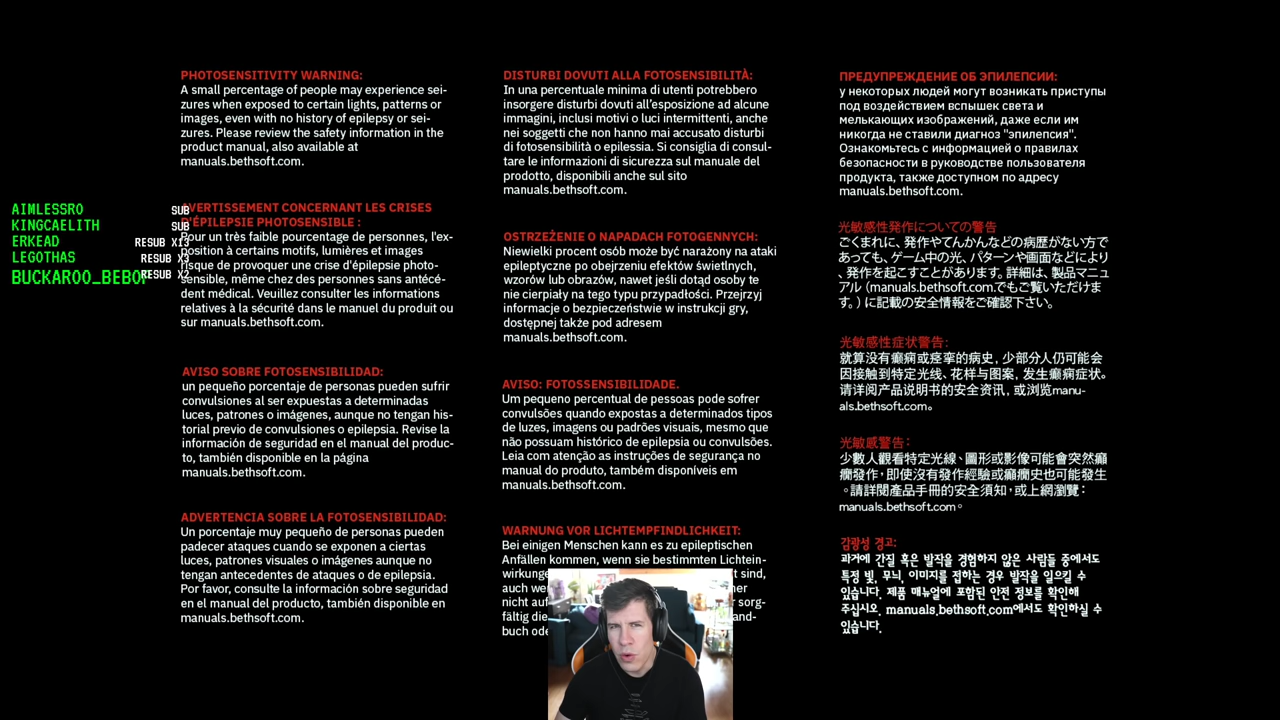 PHOTOSENSITIVITY WARNING:
A small percentage of people may experience sei-
zures when exposed to certain lights, patterns or
images, even with no history of epilepsy or sei-
zures. Please review the safety information in the
product manual, also available at
manuals.bethsoft.com.
AIMLESSRO SUB
KINGCAELITH SUB
ERKEAD RESUB X13
LEGOTHAS RESUB X3
BUCKAROO_BEBOP RESUB X2
AVERTISSEMENT CONCERNANT LES CRISES
D'ÉPILEPSIE PHOTOSENSIBLE :
Pour un très faible pourcentage de personnes, l'ex-
position à certains motifs, lumières et images
risque de provoquer une crise d'épilepsie photo-
sensible, même chez des personnes sans antécé-
dent médical. Veuillez consulter les informations
relatives à la sécurité dans le manuel du produit ou
sur manuals.bethsoft.com.
AVISO SOBRE FOTOSENSIBILIDAD:
un pequeño porcentaje de personas pueden sufrir
convulsiones al ser expuestas a determinadas
luces, patrones o imágenes, aunque no tengan his-
torial previo de convulsiones o epilepsia. Revise la
información de seguridad en el manual del produc-
to, también disponible en la página
manuals.bethsoft.com.
ADVERTENCIA SOBRE LA FOTOSENSIBILIDAD:
Un porcentaje muy pequeño de personas pueden
padecer ataques cuando se exponen a ciertas
luces, patrones visuales o imágenes aunque no
tengan antecedentes de ataques o de epilepsia.
Por favor, consulte la información sobre seguridad
en el manual del producto, también disponible en
manuals.bethsoft.com.
DISTURBI DOVUTI ALLA FOTOSENSIBILITÀ:
In una percentuale minima di utenti potrebbero
insorgere disturbi dovuti all'esposizione ad alcune
immagini, inclusi motivi o luci intermittenti, anche
nei soggetti che non hanno mai accusato disturbi
di fotosensibilità o epilessia. Si consiglia di consul-
tare le informazioni di sicurezza sul manuale del
prodotto, disponibili anche sul sito
manuals.bethsoft.com.
OSTRZEŻENIE O NAPADACH FOTOGENNYCH:
Niewielki procent osób może być narażony na ataki
epileptyczne po obejrzeniu efektów świetlnych,
wzorów lub obrazów, nawet jeśli dotąd osoby te
nie cierpiały na tego typu przypadłości. Przejrzyj
informacje o bezpieczeństwie w instrukcji gry,
dostępnej także pod adresem
manuals.bethsoft.com.
AVISO: FOTOSSENSIBILIDADE.
Um pequeno percentual de pessoas pode sofrer
convulsões quando expostas a determinados tipos
de luzes, imagens ou padrões visuais, mesmo que
não possuam histórico de epilepsia ou convulsões.
Leia com atenção as instruções de segurança no
manual do produto, também disponíveis em
manuals.bethsoft.com.
WARNUNG VOR LICHTEMPFINDLICHKEIT:
Bei einigen Menschen kann es zu epileptischen
Anfällen kommen, wenn sie bestimmten Lichtein-
wirkunge t sind,
auch we
nicht auf sorg-
fältig die and-
buch ode
ПРЕДУПРЕЖДЕНИЕ ОБ ЭПИЛЕПСИИ:
у некоторых людей могут возникать приступы
под воздействием вспышек света и
мелькающих изображений, даже если им
никогда не ставили диагноз "эпилепсия".
Ознакомьтесь с информацией о правилах
безопасности в руководстве пользователя
продукта, также доступном по адресу
manuals.bethsoft.com.
光敏感性発作についての警告
ごくまれに、発作やてんかんなどの病歴がない方で
あっても、ゲーム中の光、パターンや画面などにより
、発作を起こすことがあります。詳細は、製品マニュ
アル（manuals.bethsoft.comでもご覧いただけま
す。）に記載の安全情報をご確認下さい。
光敏感性症状警告:
就算没有癫痫或痉挛的病史，少部分人仍可能会
因接触到特定光线、花样与图案，发生癫痫症状。
请详阅产品说明书的安全资讯，或浏览manu-
als.bethsoft.com。
光敏感警告：
少數人觀看特定光線、圖形或影像可能會突然癲
癇發作，即使沒有發作經驗或癲癇史也可能發生
。請詳閱產品手冊的安全須知，或上網瀏覽：
manuals.bethsoft.com。
감광성 경고:
과거에 간질 혹은 발작을 경험하지 않은 사람들 중에서도
특정 빛, 무늬, 이미지를 접하는 경우 발작을 일으킬 수
있습니다. 제품 매뉴얼에 포함된 안전 정보를 확인해
주십시오. manuals.bethsoft.com에서도 확인하실 수
있습니다.